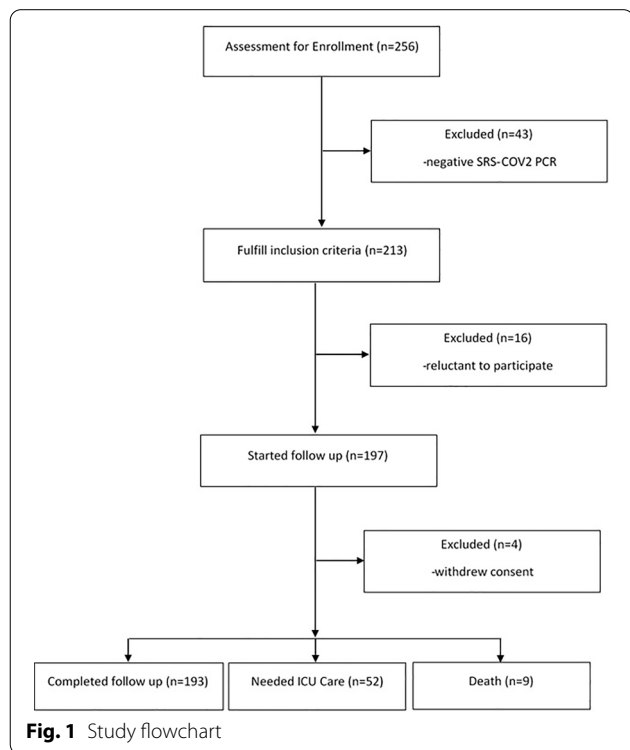 Assessment for Enrollment (n=256)
Excluded (n=43)
-negative SRS-COV2 PCR
Fulfill inclusion criteria (n=213)
Excluded (n=16)
-reluctant to participate
Started follow up (n=197)
Excluded (n=4)
-withdrew consent
Completed follow up (n=193)
Needed ICU Care (n=52)
Death (n=9)
Fig. 1 Study flowchart